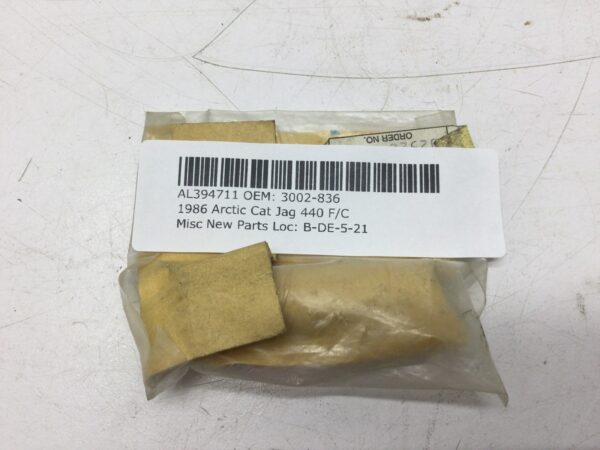 ORDER NO.
AL394711 OEM: 3002-836
1986 Arctic Cat Jag 440 F/C
Misc New Parts Loc: B-DE-5-21